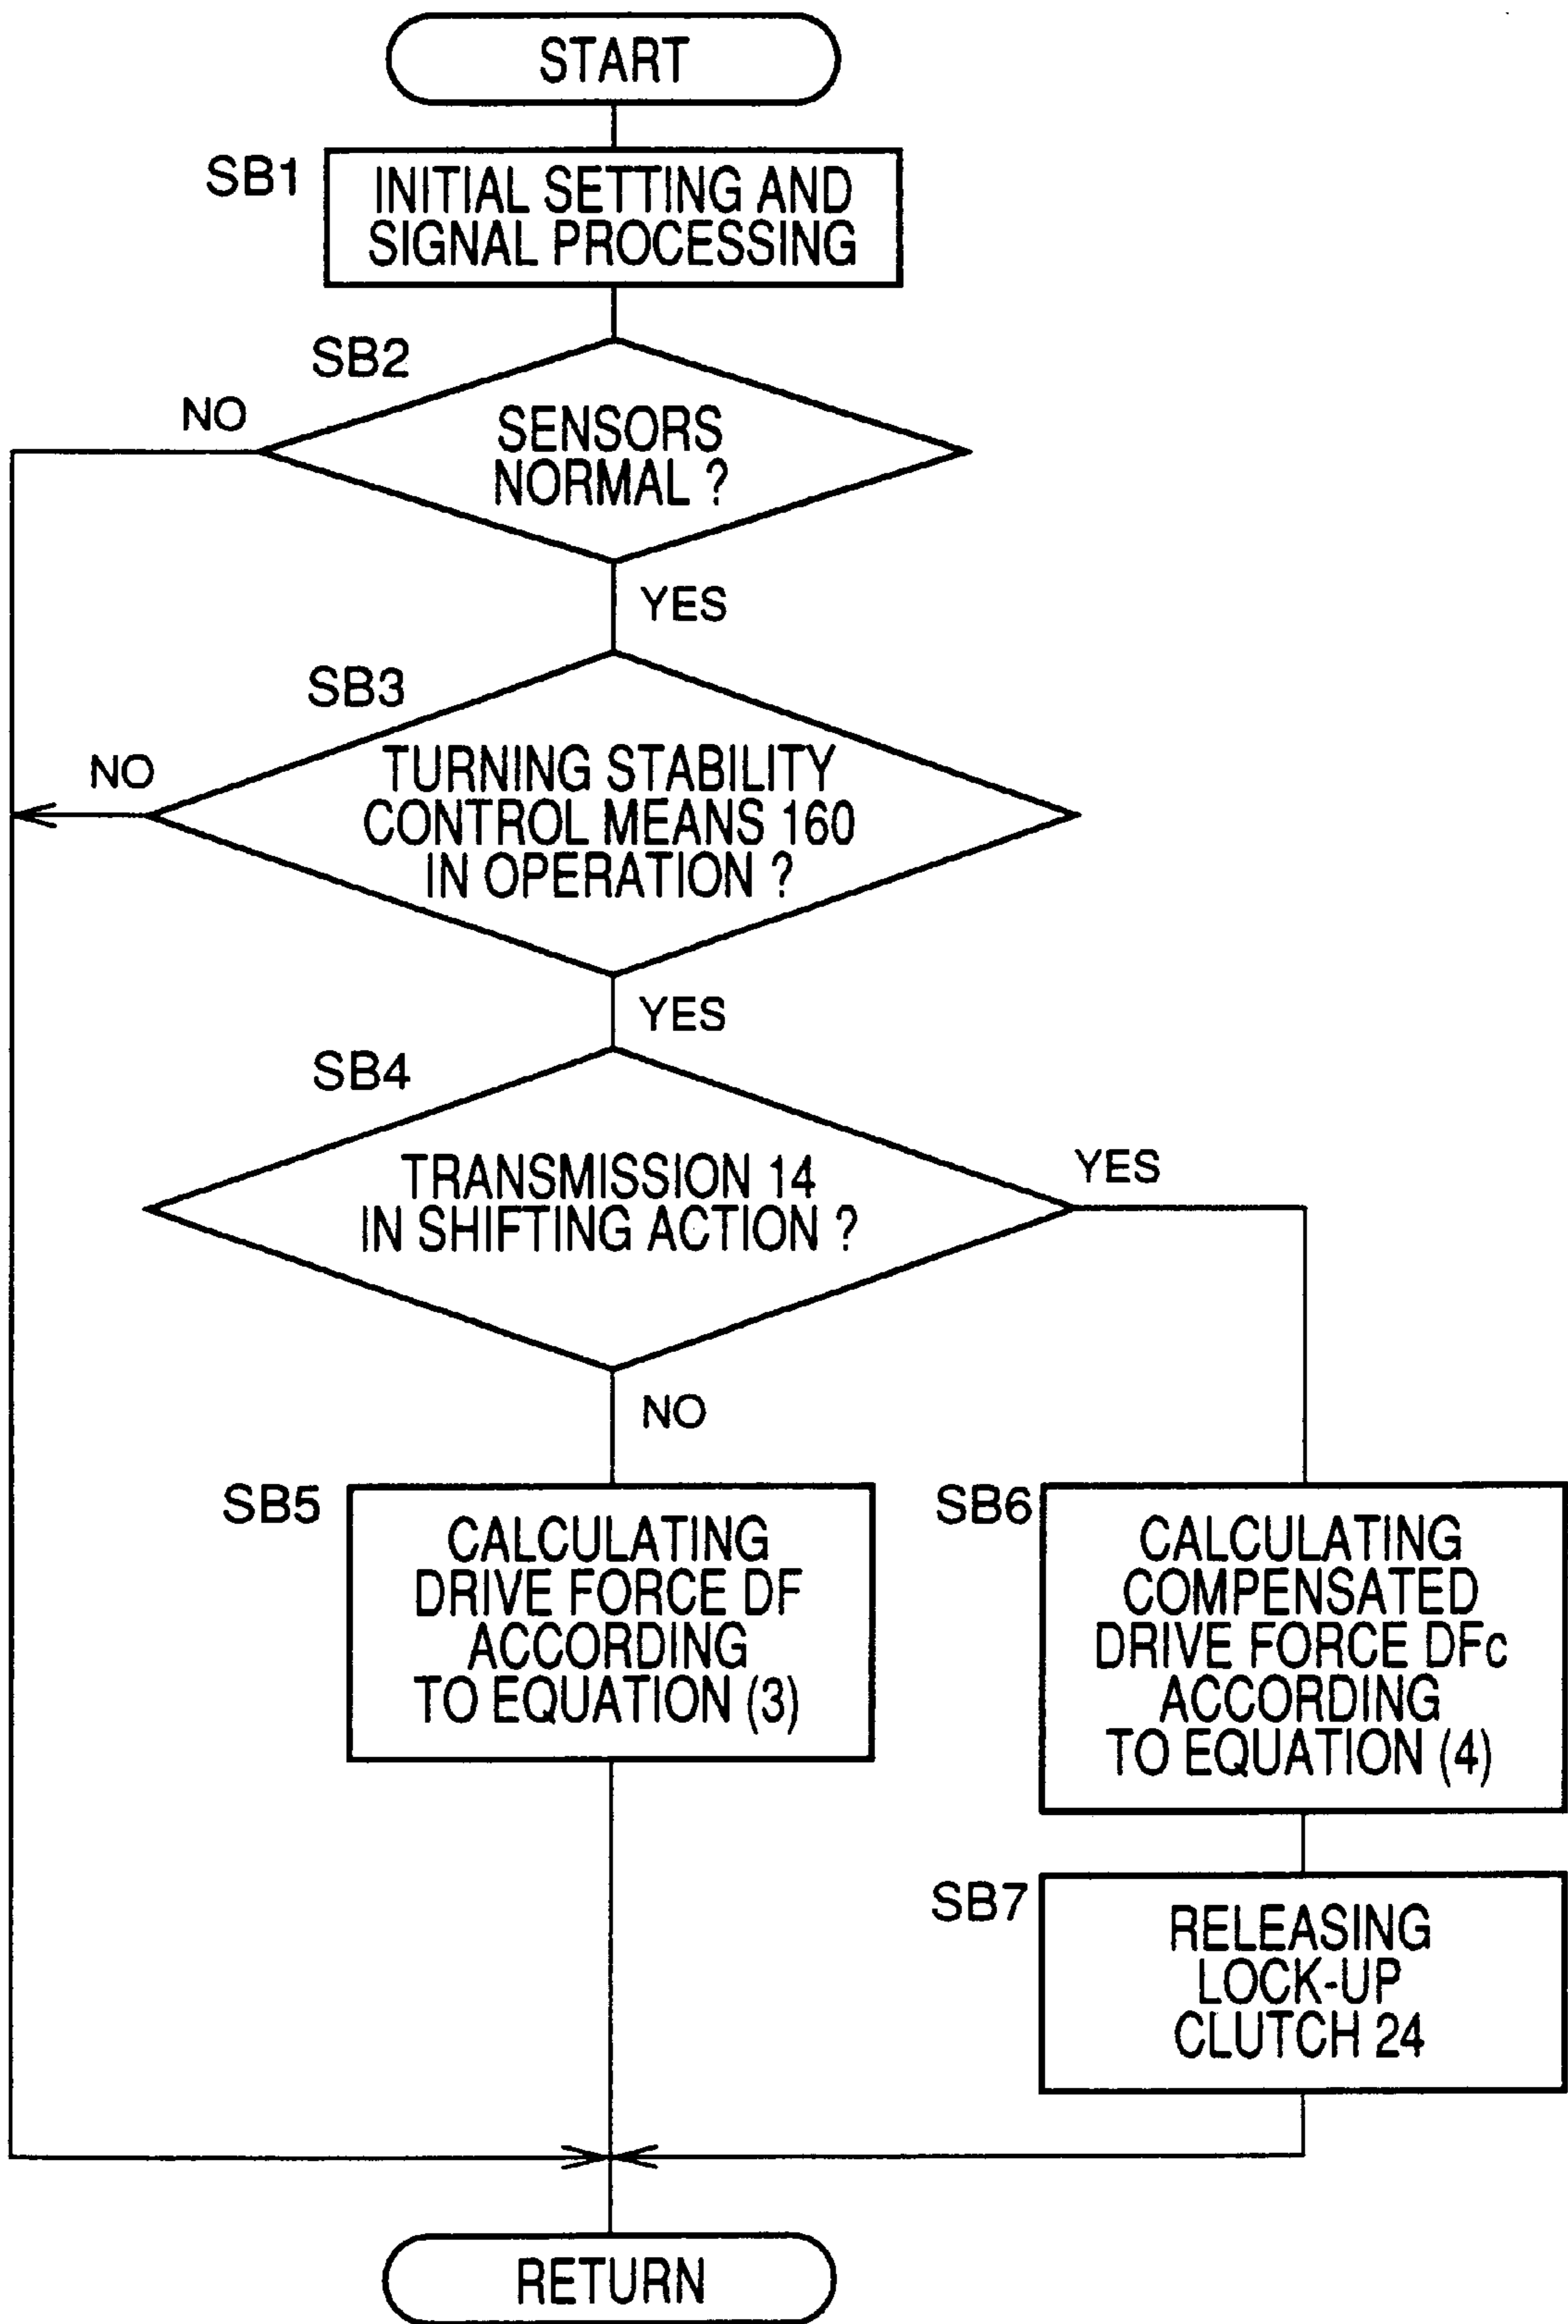 START
SB1
INITIAL SETTING AND
SIGNAL PROCESSING
SB2
NO
SENSORS
NORMAL ?
YES
SB3
NO
TURNING STABILITY
CONTROL MEANS 160
IN OPERATION ?
YES
SB4
TRANSMISSION 14
IN SHIFTING ACTION ?
YES
NO
SB5
CALCULATING
DRIVE FORCE DF
ACCORDING
TO EQUATION (3)
SB6
CALCULATING
COMPENSATED
DRIVE FORCE DFc
ACCORDING
TO EQUATION (4)
SB7
RELEASING
LOCK-UP
CLUTCH 24
RETURN